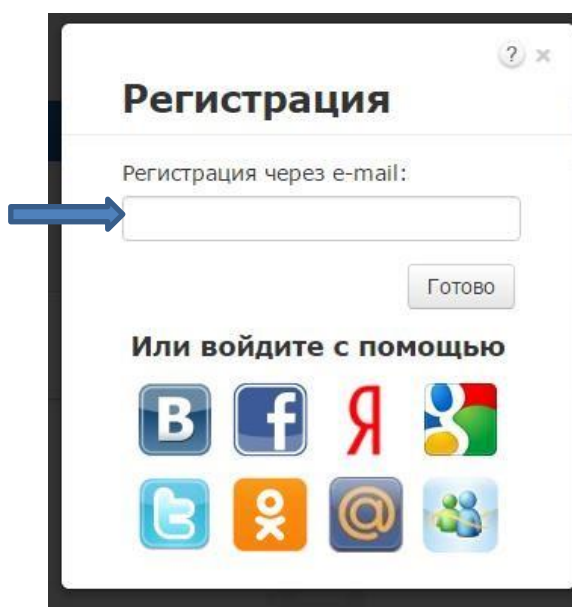 ?
Регистрация
Регистрация через e-mail:
Готово
Или войдите с помощью
В f Я g
t @